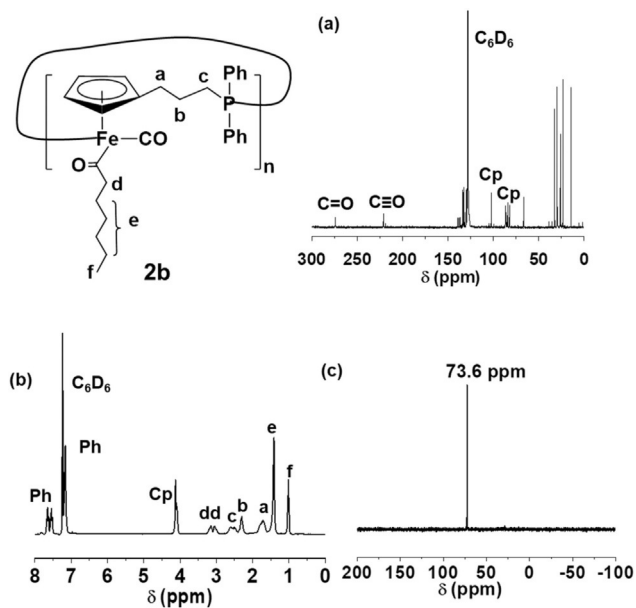 (a)
C6D6
Cp
Cp
C=O
C≡O
300 250 200 150 100 50 0
δ (ppm)
a
c
Ph
b
P
Ph
Fe
CO
n
O
d
e
f
2b
(b)
C6D6
Ph
Ph
Cp
dd
c
b
a
e
f
8 7 6 5 4 3 2 1 0
δ (ppm)
(c)
73.6 ppm
200 150 100 50 0 -50 -100
δ (ppm)